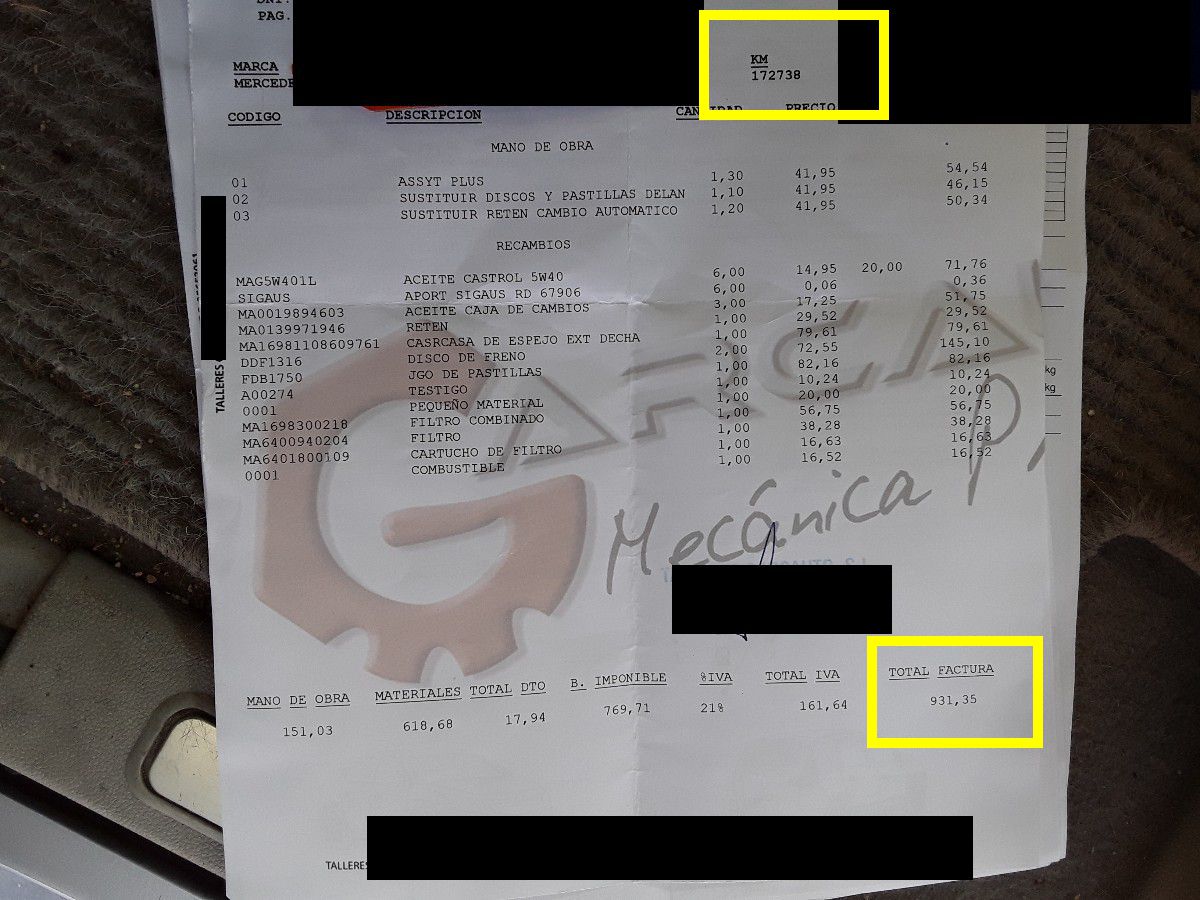 PAG.
MARCA KM
MERCEDE 172738
CODIGO DESCRIPCION PRECIO
MANO DE OBRA
01 ASSYT PLUS 1,30 41,95 54,54
02 SUSTITUIR DISCOS Y PASTILLAS DELAN 1,10 41,95 46,15
03 SUSTITUIR RETEN CAMBIO AUTOMATICO 1,20 41,95 50,34
RECAMBIOS
MAG5W401L ACEITE CASTROL 5W40 6,00 14,95 20,00 71,76
SIGAUS APORT SIGAUS RD 67906 6,00 0,06 0,36
MA0019894603 ACEITE CAJA DE CAMBIOS 3,00 17,25 51,75
MA0139971946 RETEN 1,00 29,52 29,52
MA16981108609761 CASRCASA DE ESPEJO EXT DECHA 1,00 79,61 79,61
DDF1316 DISCO DE FRENO 2,00 72,55 145,10
FDB1750 JGO DE PASTILLAS 1,00 82,16 82,16
A00274 TESTIGO 1,00 10,24 10,24
0001 PEQUEÑO MATERIAL 1,00 20,00 20,00
MA1698300218 FILTRO COMBINADO 1,00 56,75 56,75
MA6400940204 FILTRO 1,00 38,28 38,28
MA6401800109 CARTUCHO DE FILTRO 1,00 16,63 16,63
0001 COMBUSTIBLE 1,00 16,52 16,52
kg
kg
TALLERES
GARCIA
Mecánica
MANO DE OBRA MATERIALES TOTAL DTO B. IMPONIBLE %IVA TOTAL IVA TOTAL FACTURA
151,03 618,68 17,94 769,71 21% 161,64 931,35
TALLERES